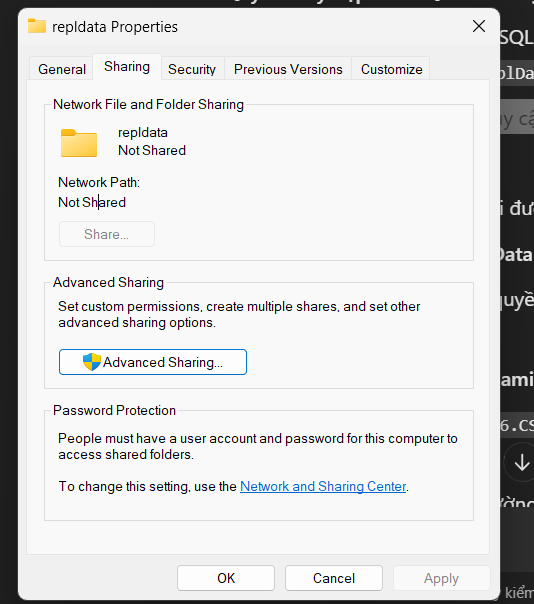 repldata Properties
General
Sharing
Security
Previous Versions
Customize
Network File and Folder Sharing
repldata
Not Shared
Network Path:
Not Shared
Share...
Advanced Sharing
Set custom permissions, create multiple shares, and set other
advanced sharing options.
Advanced Sharing...
Password Protection
People must have a user account and password for this computer to
access shared folders.
To change this setting, use the Network and Sharing Center.
OK
Cancel
Apply
SQL
plDa
y cậ
i đư
Data
quyề
ami
6.CS
ườn
kiểm